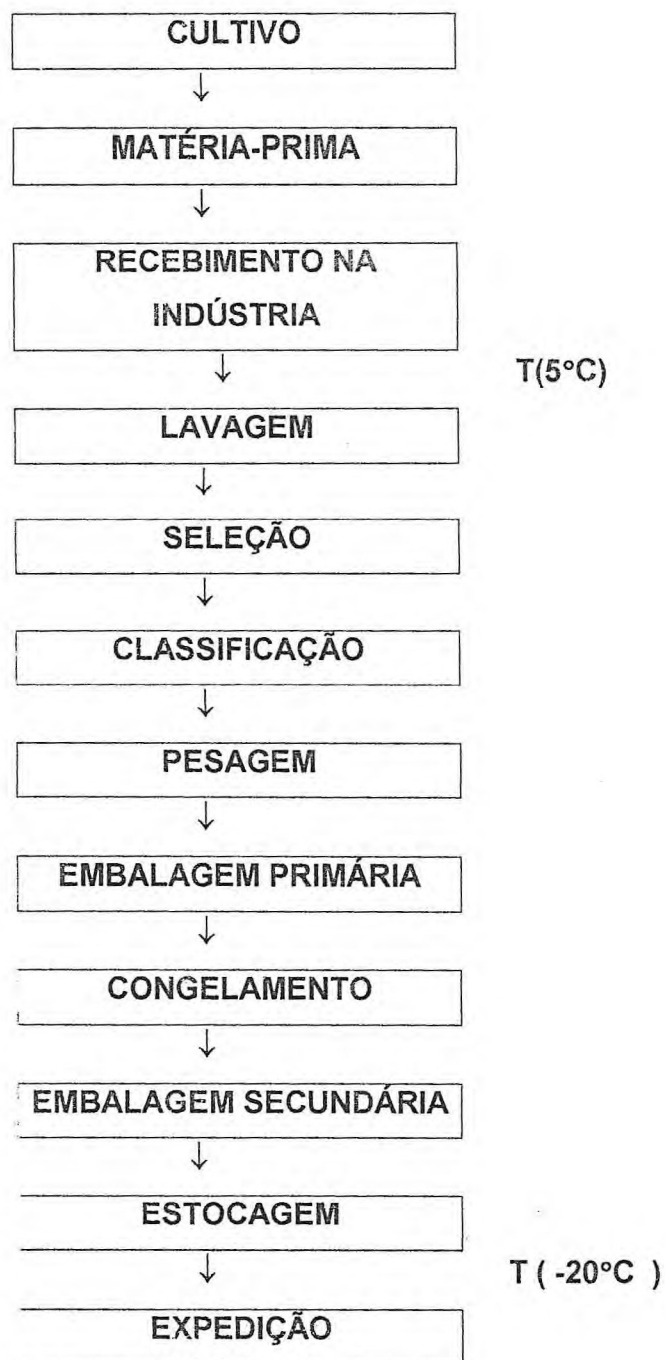 CULTIVO
↓
MATÉRIA-PRIMA
↓
RECEBIMENTO NA
INDÚSTRIA
↓
T(5°C)
LAVAGEM
↓
SELEÇÃO
↓
CLASSIFICAÇÃO
↓
PESAGEM
↓
EMBALAGEM PRIMÁRIA
↓
CONGELAMENTO
↓
EMBALAGEM SECUNDÁRIA
↓
ESTOCAGEM
↓
T ( -20°C )
EXPEDIÇÃO